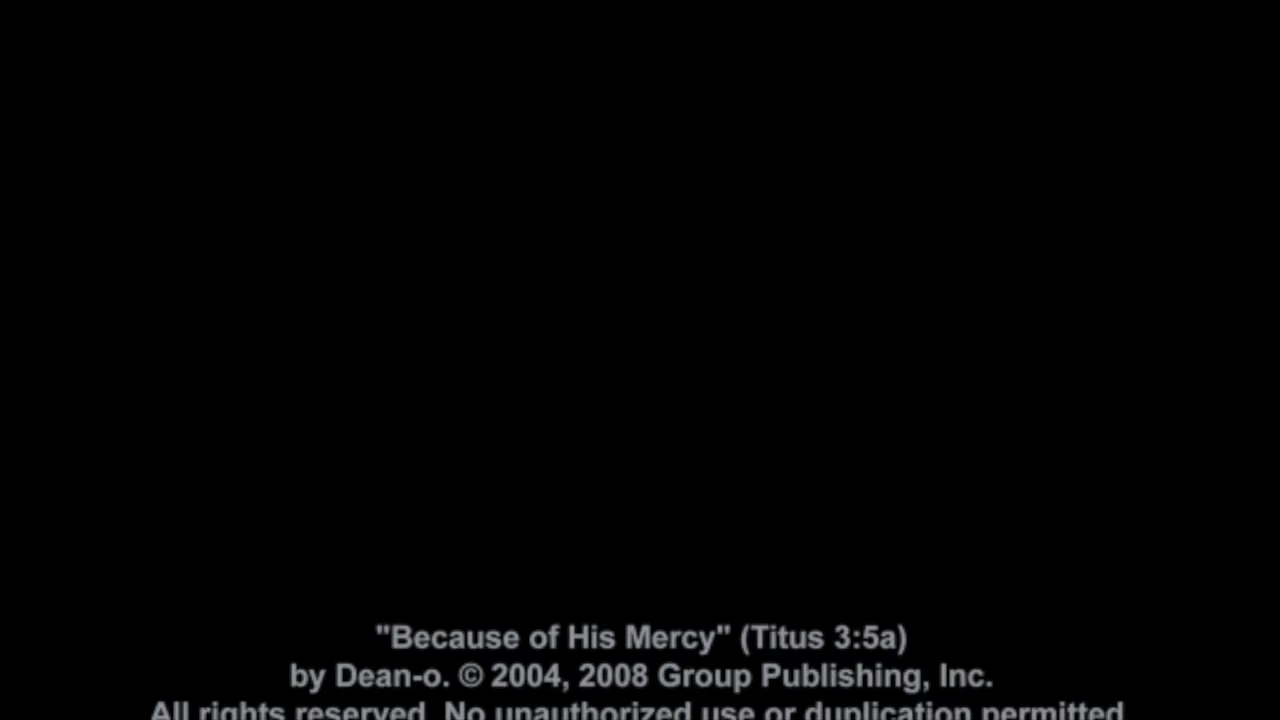 "Because of His Mercy" (Titus 3:5a)
by Dean-o. © 2004, 2008 Group Publishing, Inc.
All rights reserved. No unauthorized use or duplication permitted.